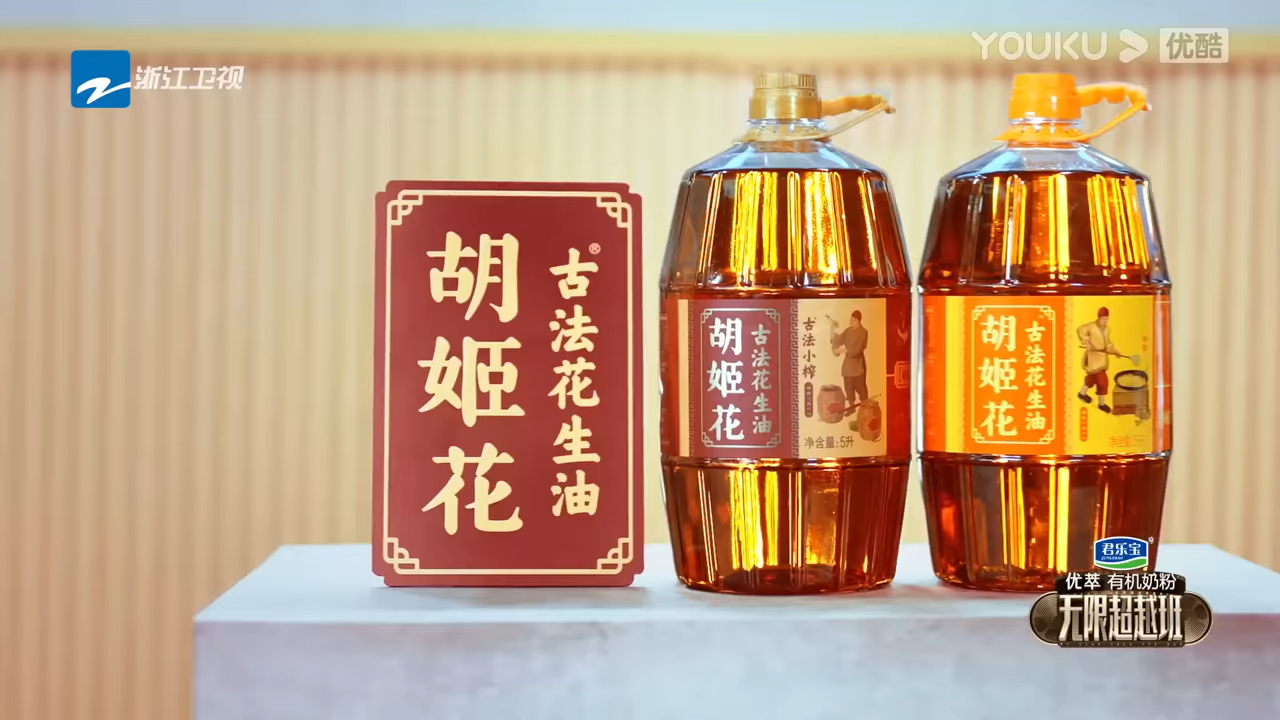 浙江卫视
YOUKU 优酷
胡姬花
古法花生油
®
胡姬花
古法花生油
古法小榨
净含量:5升
胡姬花
古法花生油
君乐宝
JUNLEBAO
优萃 有机奶粉
无限超越班